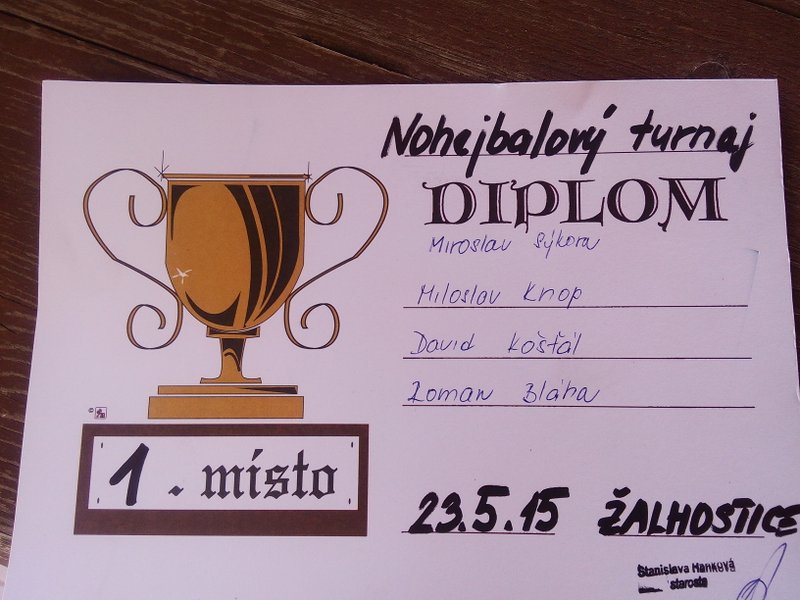 Nohejbalový turnaj
DIPLOM
Miroslav Sýkora
Miloslav Knop
David Košťál
Roman Bláha
1. místo
23.5.15 ŽALHOSTICE
Stanislava Hanková
starosta